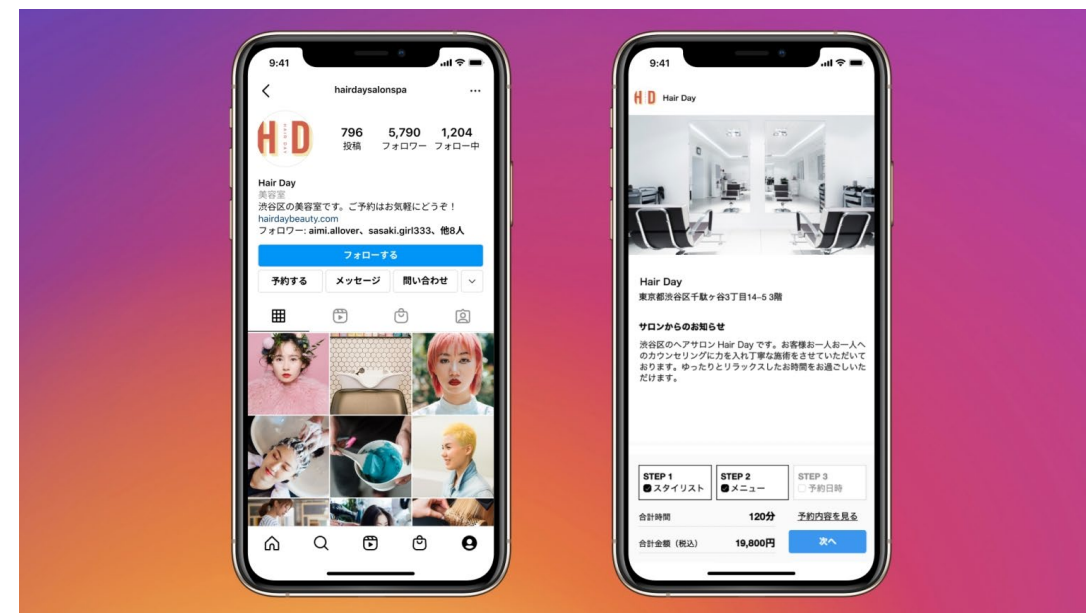 9:41
hairdaysalonspa
HD
796 5,790 1,204
投稿 フォロワー フォロー中
Hair Day
美容室
渋谷区の美容室です。ご予約はお気軽にどうぞ！
hairdaybeauty.com
フォロワー: aimi.allover、sasaki.girl333、他8人
フォローする
予約する メッセージ 問い合わせ
9:41
HD Hair Day
Hair Day
東京都渋谷区千駄ヶ谷3丁目14–5 3階
サロンからのお知らせ
渋谷区のヘアサロン Hair Day です。お客様お一人お一人へ
のカウンセリングに力を入れ丁寧な施術をさせていただいて
おります。ゆったりとリラックスしたお時間をお過ごしいた
だけます。
STEP 1 STEP 2 STEP 3
スタイリスト メニュー 予約日時
合計時間 120分 予約内容を見る
合計金額（税込） 19,800円 次へ